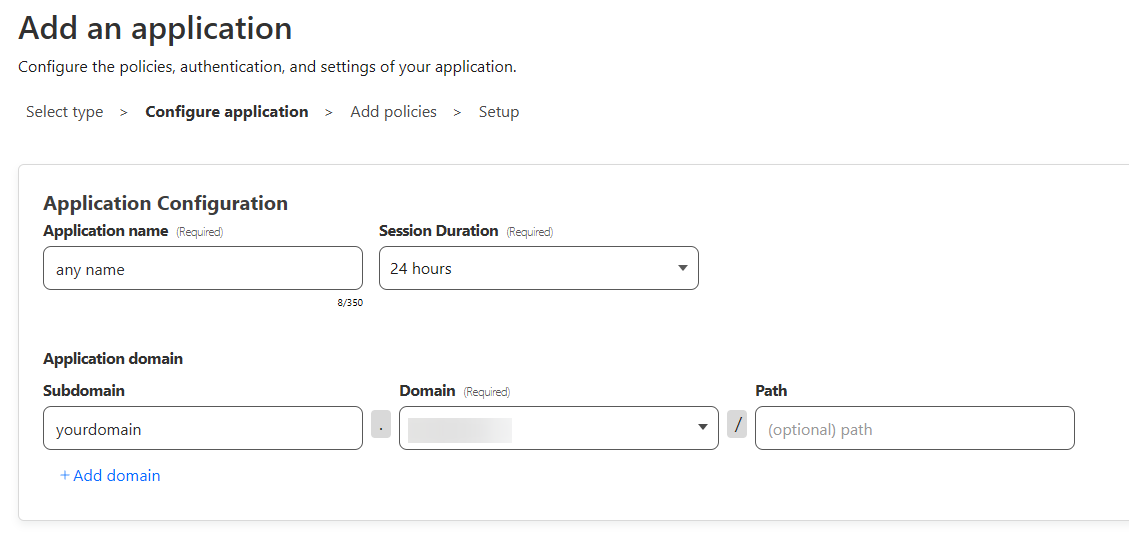 Add an application
Configure the policies, authentication, and settings of your application.
Select type > Configure application > Add policies > Setup
Application Configuration
Application name (Required) Session Duration (Required)
any name 24 hours
8/350
Application domain
Subdomain Domain (Required) Path
yourdomain . / (optional) path
+ Add domain